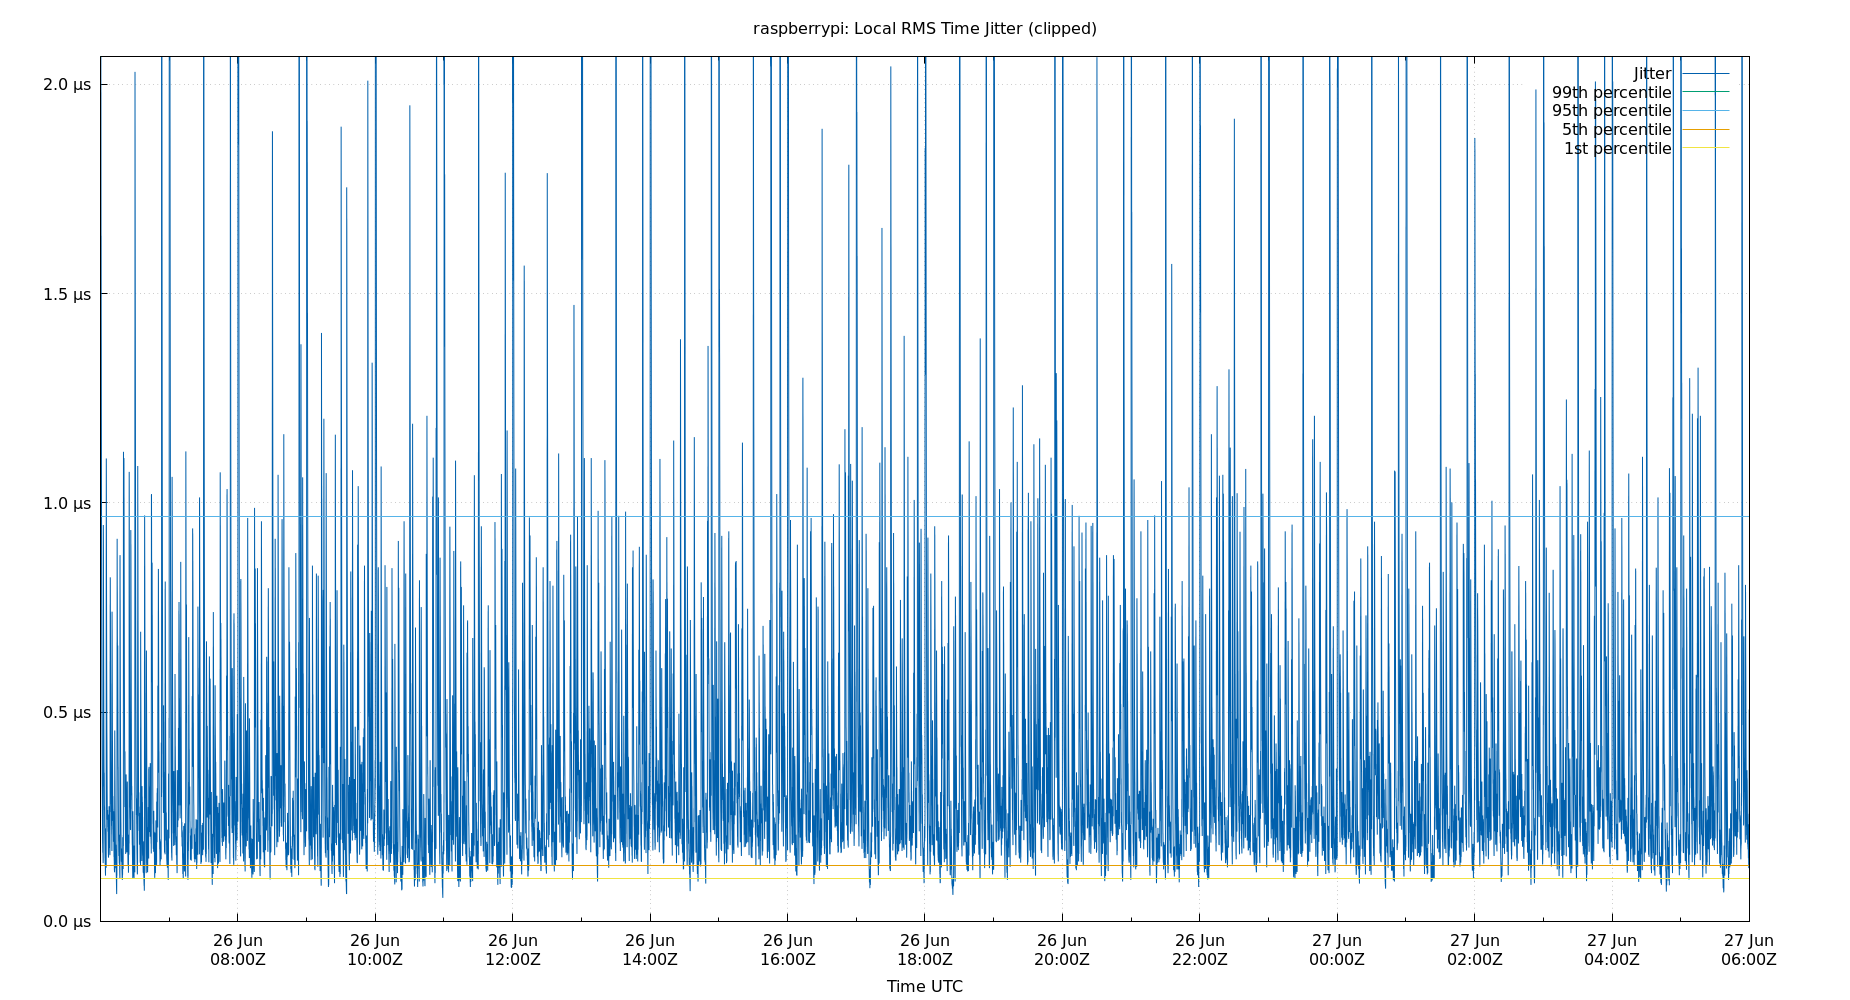 raspberrypi: Local RMS Time Jitter (clipped)
2.0 µs
1.5 µs
1.0 µs
0.5 µs
0.0 µs
Jitter
99th percentile
95th percentile
5th percentile
1st percentile
26 Jun 26 Jun 26 Jun 26 Jun 26 Jun 26 Jun 26 Jun 26 Jun 27 Jun 27 Jun 27 Jun 27 Jun
08:00Z 10:00Z 12:00Z 14:00Z 16:00Z 18:00Z 20:00Z 22:00Z 00:00Z 02:00Z 04:00Z 06:00Z
Time UTC